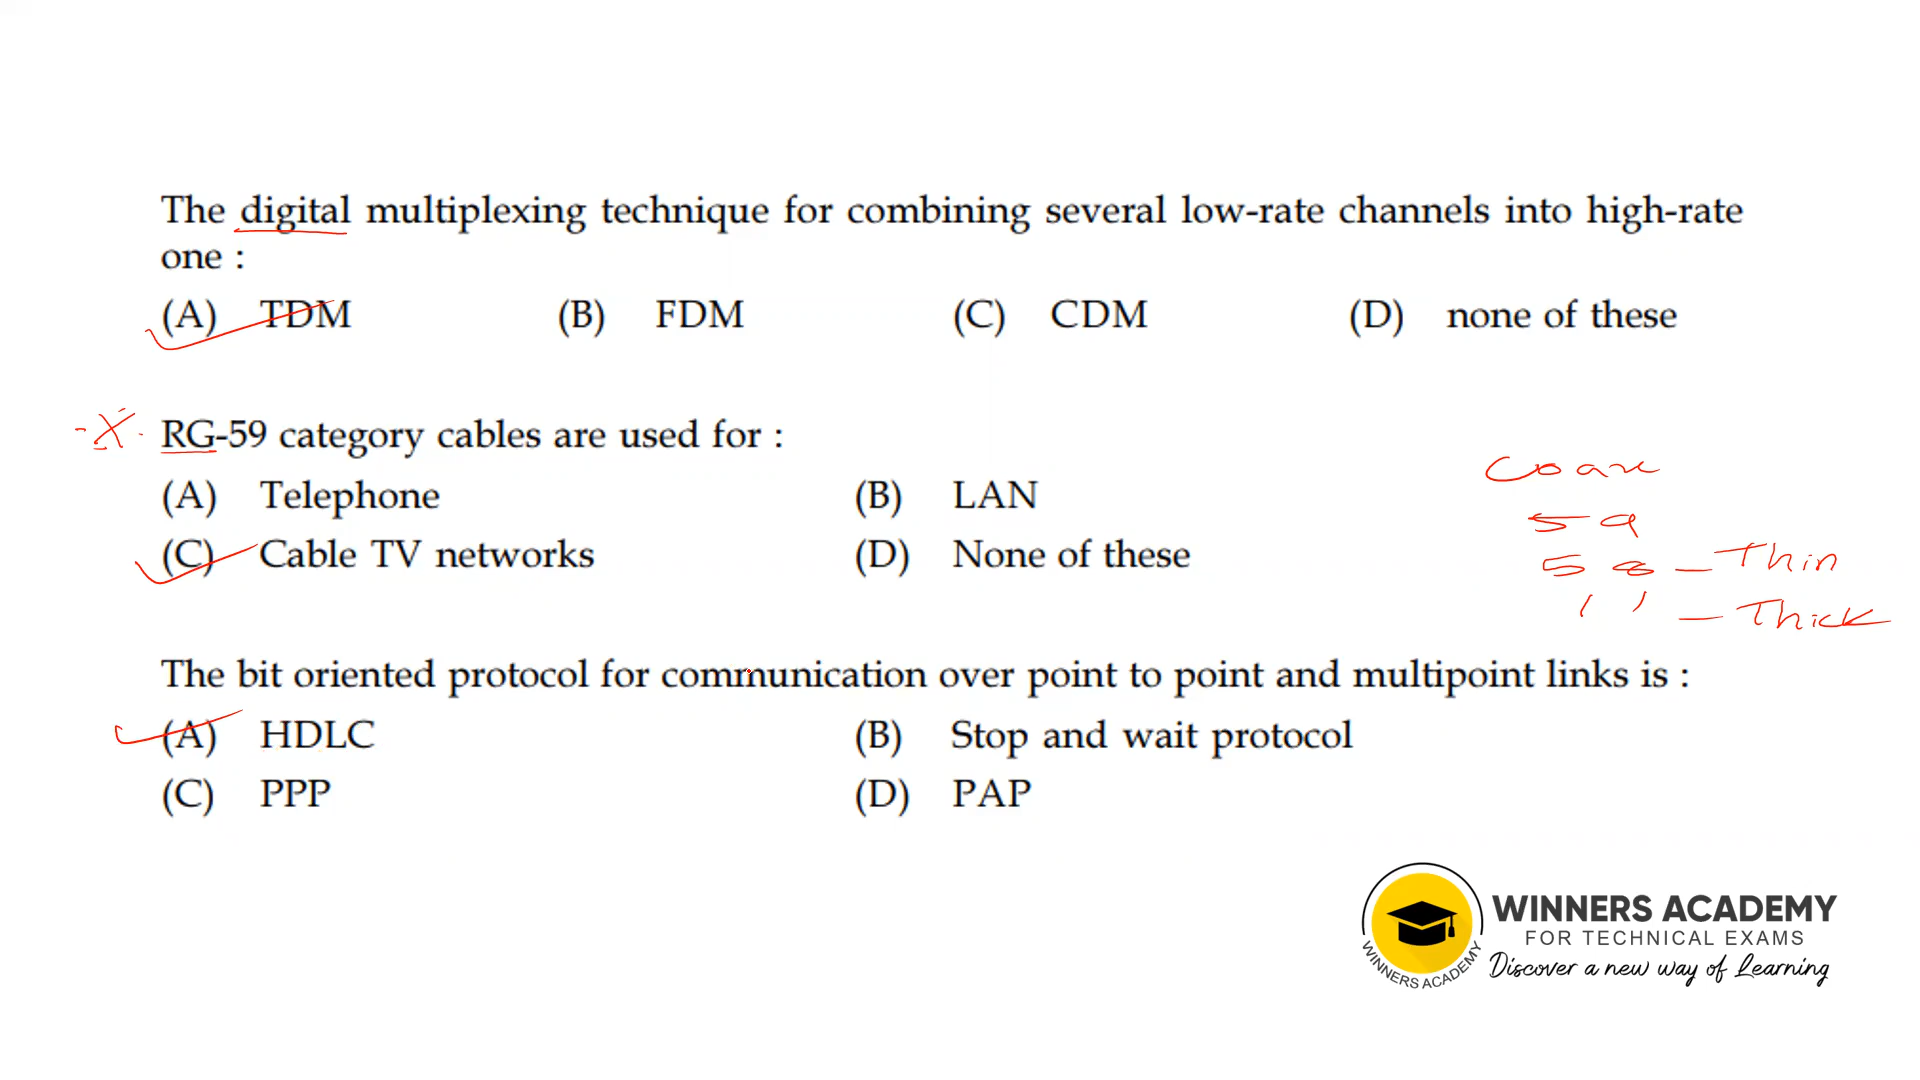 The digital multiplexing technique for combining several low-rate channels into high-rate
one :
(A) TDM (B) FDM (C) CDM (D) none of these
RG-59 category cables are used for :
(A) Telephone (B) LAN
(C) Cable TV networks (D) None of these
Coax
59
58 - Thin
11 - Thick
The bit oriented protocol for communication over point to point and multipoint links is :
(A) HDLC (B) Stop and wait protocol
(C) PPP (D) PAP
WINNERS ACADEMY
WINNERS ACADEMY
FOR TECHNICAL EXAMS
Discover a new way of Learning